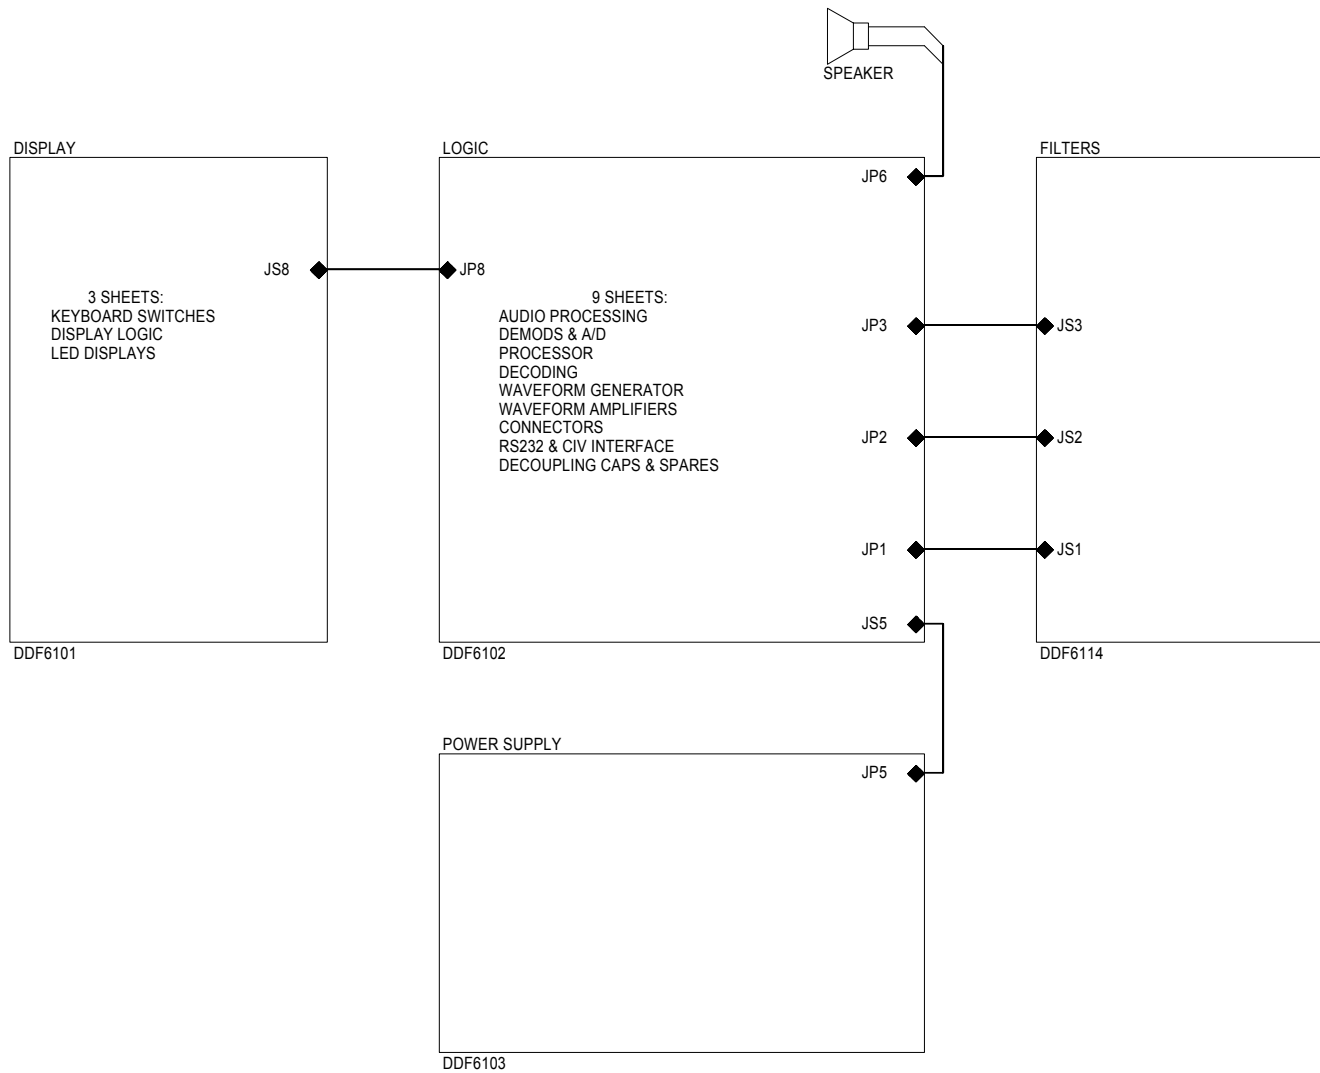 SPEAKER
DISPLAY
LOGIC
FILTERS
JP6
JS8
JP8
3 SHEETS:
KEYBOARD SWITCHES
DISPLAY LOGIC
LED DISPLAYS
9 SHEETS:
AUDIO PROCESSING
DEMODS & A/D
PROCESSOR
DECODING
WAVEFORM GENERATOR
WAVEFORM AMPLIFIERS
CONNECTORS
RS232 & CIV INTERFACE
DECOUPLING CAPS & SPARES
JP3
JS3
JP2
JS2
JP1
JS1
JS5
DDF6101
DDF6102
DDF6114
POWER SUPPLY
JP5
DDF6103